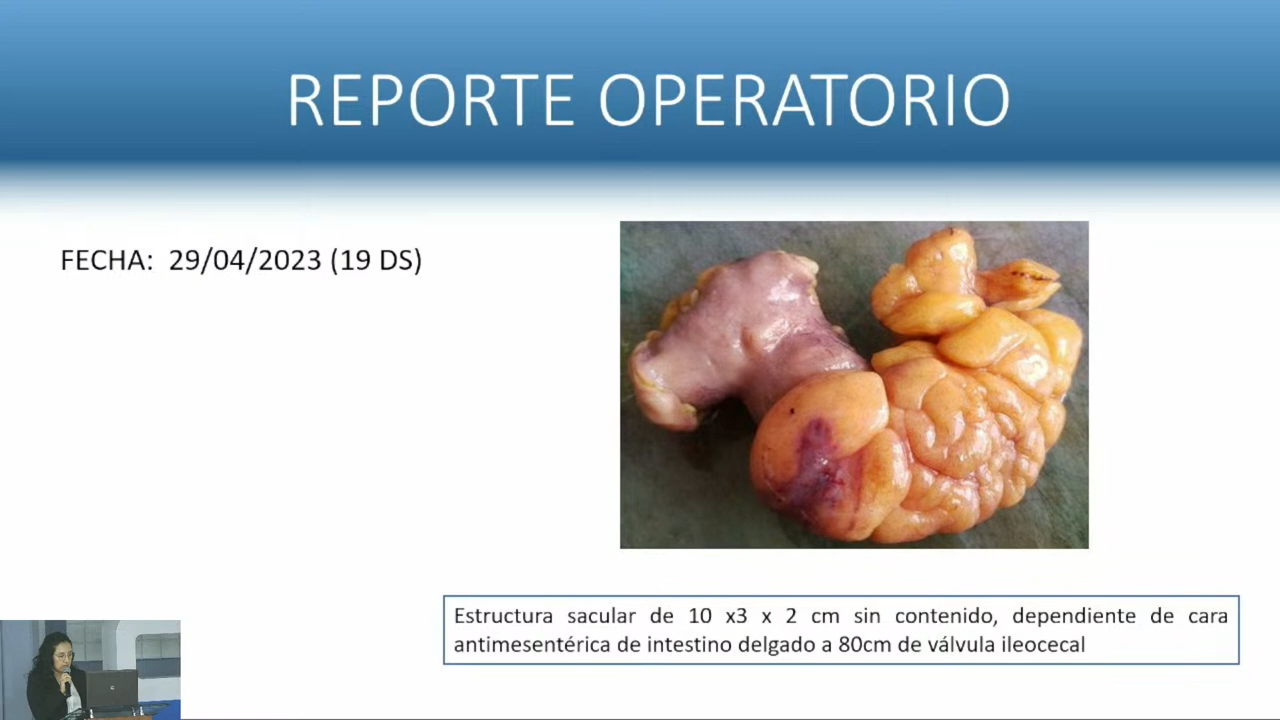 REPORTE OPERATORIO
FECHA: 29/04/2023 (19 DS)
Estructura sacular de 10 x3 x 2 cm sin contenido, dependiente de cara
antimesentérica de intestino delgado a 80cm de válvula ileocecal